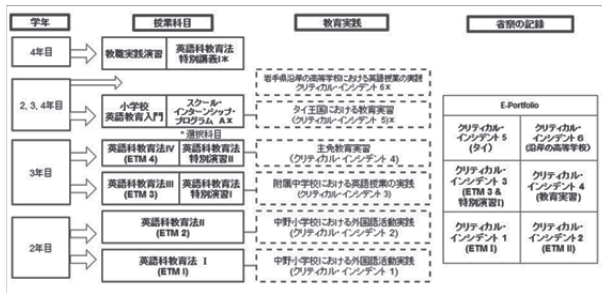 学年
授業科目
教育実践
省察の記録
4年目
教職実践演習
英語科教育法
特別講義I*
2, 3, 4年目
岩手県沿岸の高等学校における英語授業の実践
クリティカル・インシデント 6*
小学校
英語教育入門
スクール・
インターンシップ・
プログラム A*
タイ王国における教育実習
(クリティカル・インシデント 5)*
*選択科目
3年目
英語科教育法IV
(ETM 4)
英語科教育法
特別演習II
主免教育実習
(クリティカル・インシデント 4)
英語科教育法III
(ETM 3)
英語科教育法
特別演習I
附属中学校における英語授業の実践
(クリティカル・インシデント 3)
2年目
英語科教育法II
(ETM 2)
中野小学校における外国語活動実践
(クリティカル・インシデント 2)
英語科教育法 I
(ETM I)
中野小学校における外国語活動実践
(クリティカル・インシデント 1)
E-Portfolio
クリティカル・
インシデント 5
(タイ)
クリティカル・
インシデント 6
(沿岸の高等学校)
クリティカル・
インシデント 3
(ETM 3 &
特別演習I)
クリティカル・
インシデント 4
(教育実習)
クリティカル・
インシデント 1
(ETM I)
クリティカル・
インシデント2
(ETM II)